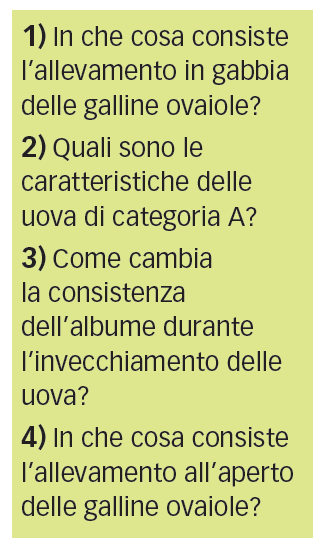 1) In che cosa consiste
l'allevamento in gabbia
delle galline ovaiole?
2) Quali sono le
caratteristiche delle
uova di categoria A?
3) Come cambia
la consistenza
dell'albume durante
l'invecchiamento delle
uova?
4) In che cosa consiste
l'allevamento all'aperto
delle galline ovaiole?